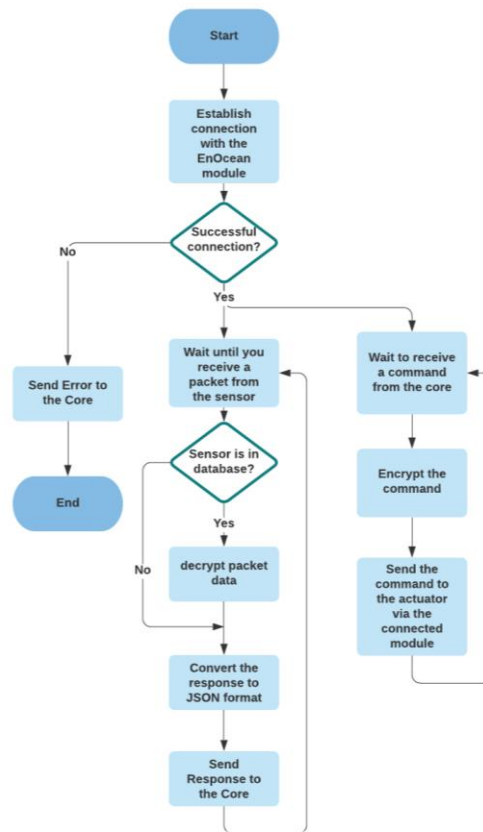 Start
Establish
connection
with the
EnOcean
module
Successful
connection?
No
Yes
Send Error to
the Core
End
Wait until you
receive a
packet from
the sensor
Sensor is in
database?
Yes
No
decrypt packet
data
Convert the
response to
JSON format
Send
Response to
the Core
Wait to receive
a command
from the core
Encrypt the
command
Send the
command to
the actuator
via the
connected
module